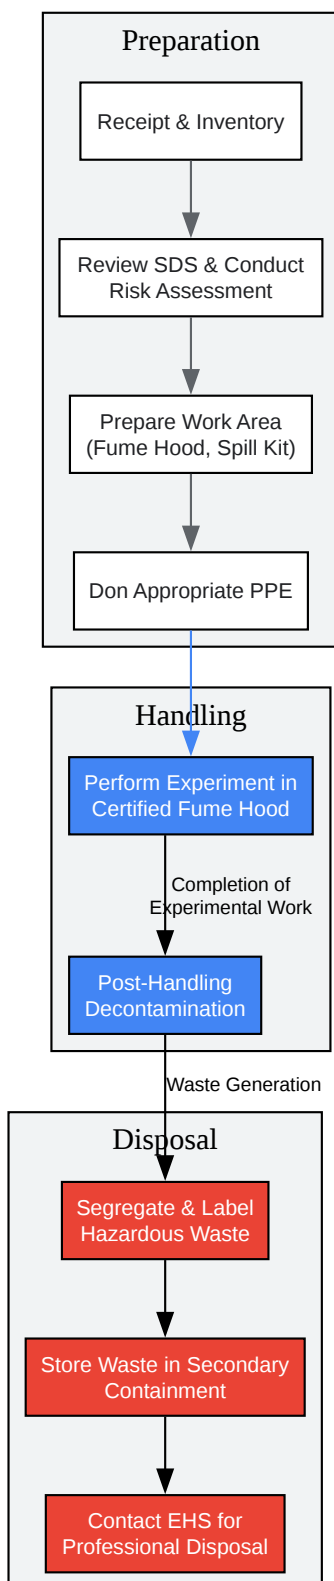 Preparation
Receipt & Inventory
Review SDS & Conduct
Risk Assessment
Prepare Work Area
(Fume Hood, Spill Kit)
Don Appropriate PPE
Handling
Perform Experiment in
Certified Fume Hood
Completion of
Experimental Work
Post-Handling
Decontamination
Waste Generation
Disposal
Segregate & Label
Hazardous Waste
Store Waste in Secondary
Containment
Contact EHS for
Professional Disposal